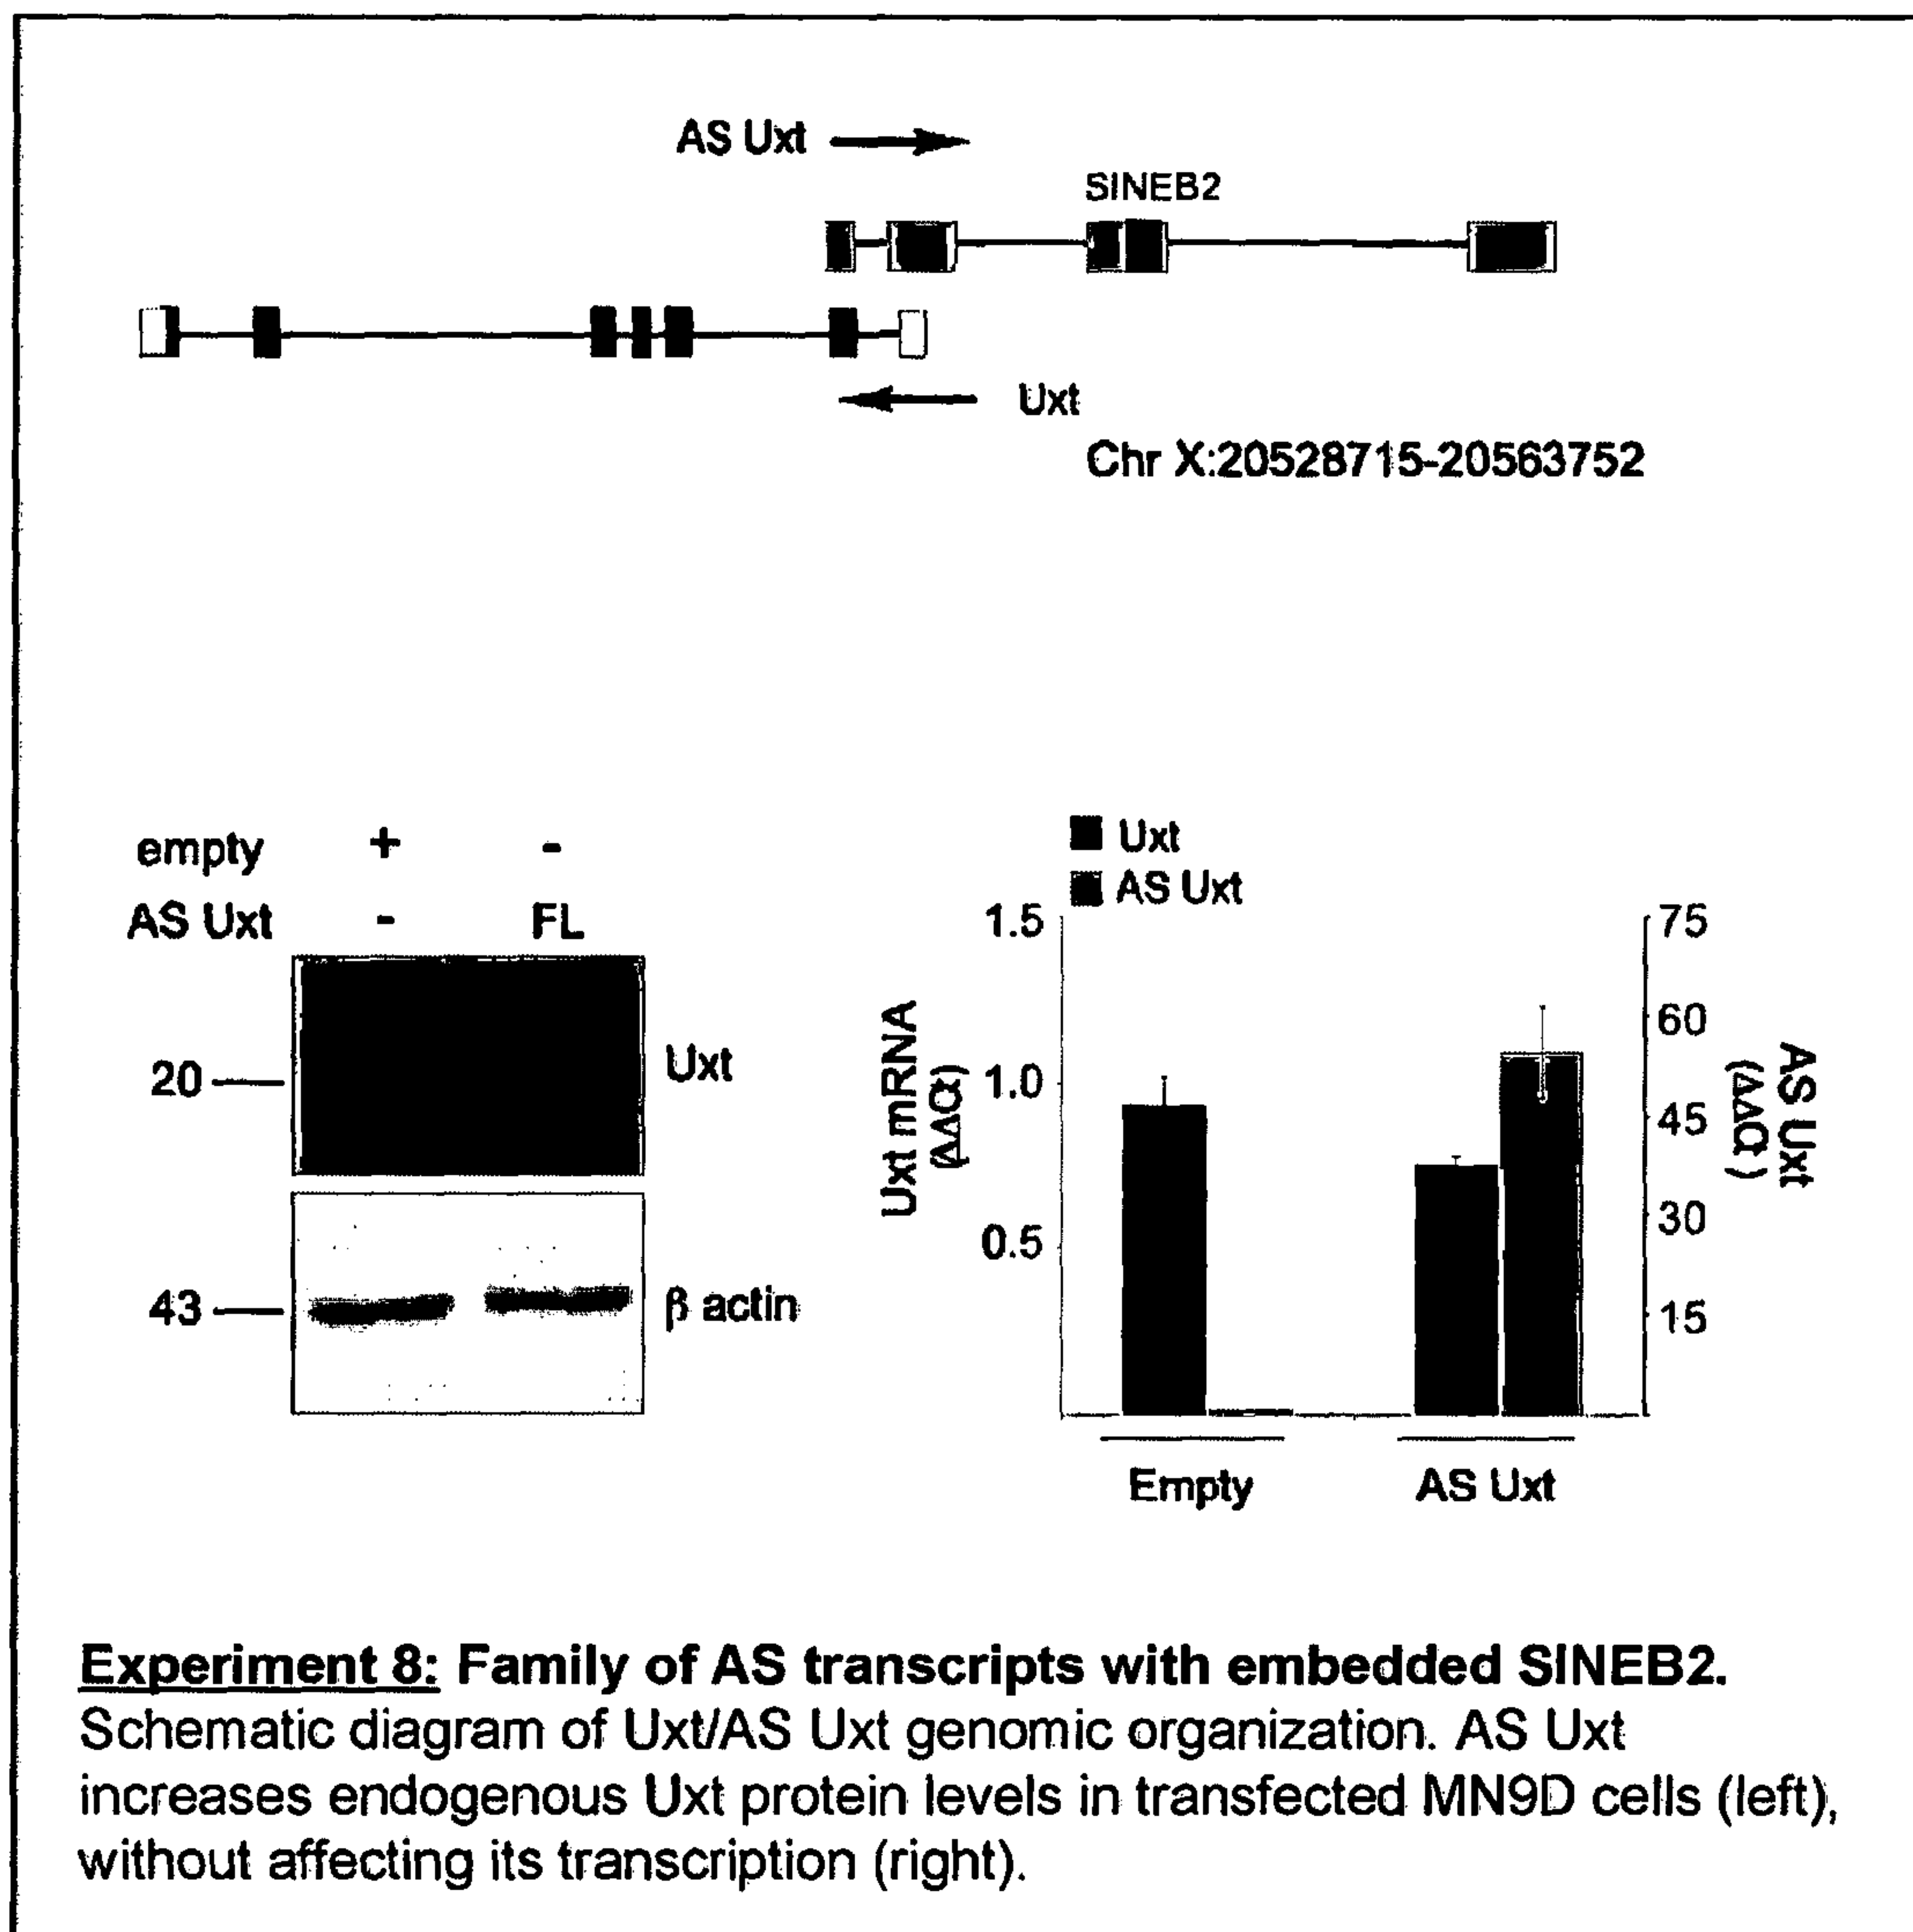 AS Uxt
SINEB2
Uxt
Chr X:20528715-20563752
empty + -
AS Uxt - FL
20
Uxt
43
β actin
Uxt
AS Uxt
1.5
1.0
0.5
Uxt mRNA
(ΔΔCt)
75
60
45
30
15
AS Uxt
(ΔΔCt)
Empty
AS Uxt
Experiment 8: Family of AS transcripts with embedded SINEB2.
Schematic diagram of Uxt/AS Uxt genomic organization. AS Uxt
increases endogenous Uxt protein levels in transfected MN9D cells (left),
without affecting its transcription (right).